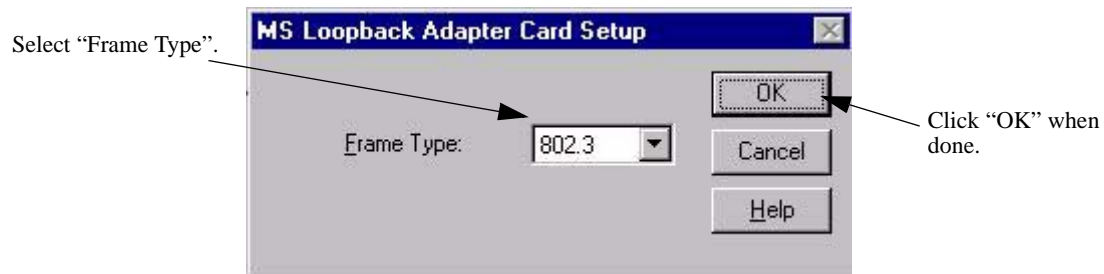 MS Loopback Adapter Card Setup
Select “Frame Type”.
OK
Click “OK” when
done.
Frame Type:
802.3
Cancel
Help